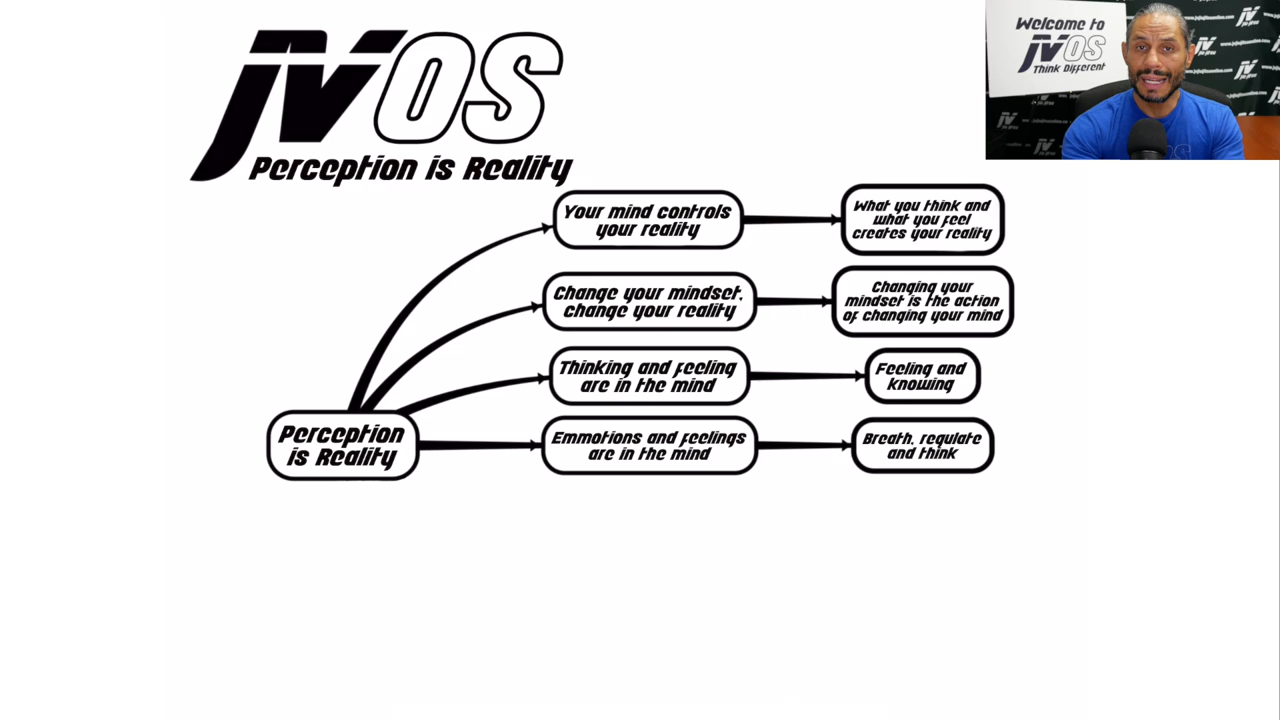 JVOS
Perception is Reality
Welcome to
JVOS
Think Different
Your mind controls
your reality
What you think and
what you feel
creates your reality
Change your mindset,
change your reality
Changing your
mindset is the action
of changing your mind
Thinking and feeling
are in the mind
Feeling and
knowing
Perception
is Reality
Emmotions and feelings
are in the mind
Breath, regulate
and think